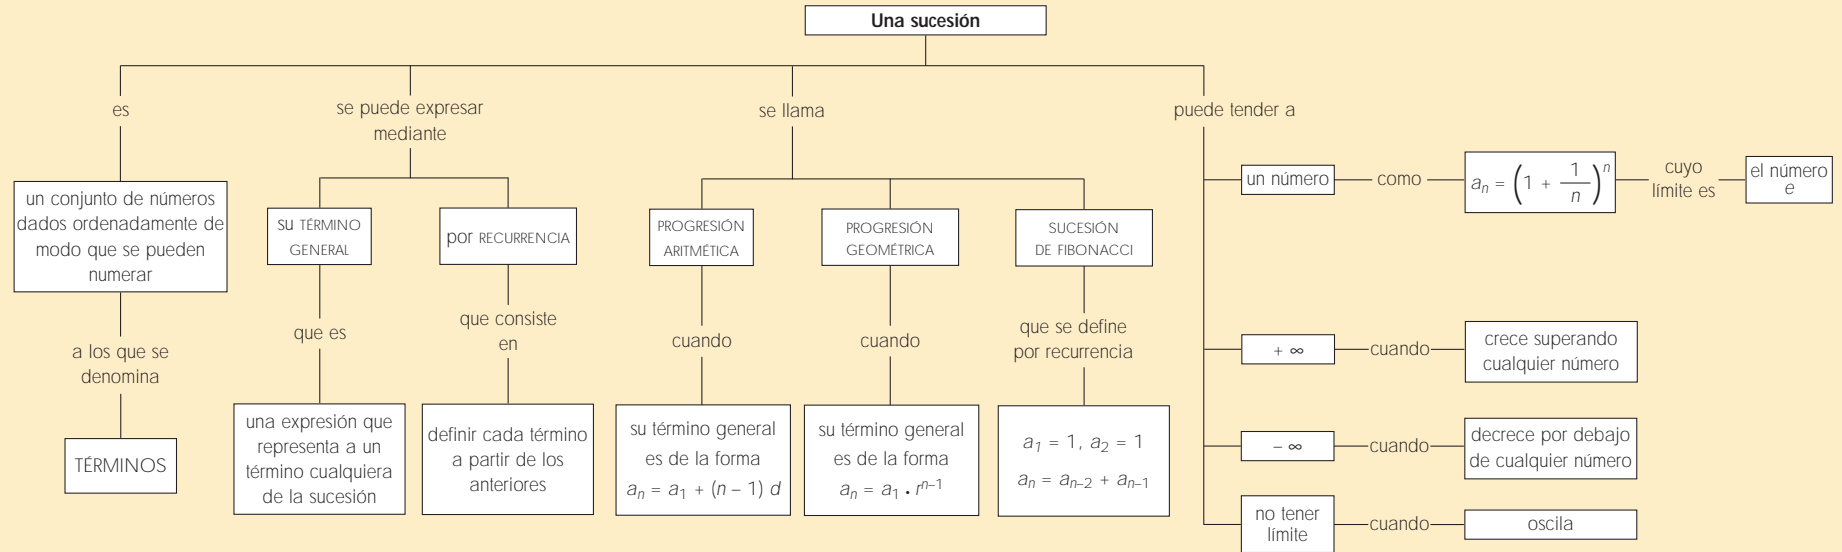 Una sucesión
es
un conjunto de números
dados ordenadamente de
modo que se pueden
numerar
a los que se
denomina
TÉRMINOS
se puede expresar
mediante
su TÉRMINO
GENERAL
que es
una expresión que
representa a un
término cualquiera
de la sucesión
por RECURRENCIA
que consiste
en
definir cada término
a partir de los
anteriores
se llama
PROGRESIÓN
ARITMÉTICA
cuando
su término general
es de la forma
aₙ = a₁ + (n – 1) d
PROGRESIÓN
GEOMÉTRICA
cuando
su término general
es de la forma
aₙ = a₁ · rⁿ⁻¹
SUCESIÓN
DE FIBONACCI
que se define
por recurrencia
a₁ = 1, a₂ = 1
aₙ = aₙ₋₂ + aₙ₋₁
puede tender a
un número
como
aₙ = (1 + 1/n)ⁿ
cuyo
límite es
el número
e
+ ∞
cuando
crece superando
cualquier número
– ∞
cuando
decrece por debajo
de cualquier número
no tener
límite
cuando
oscila